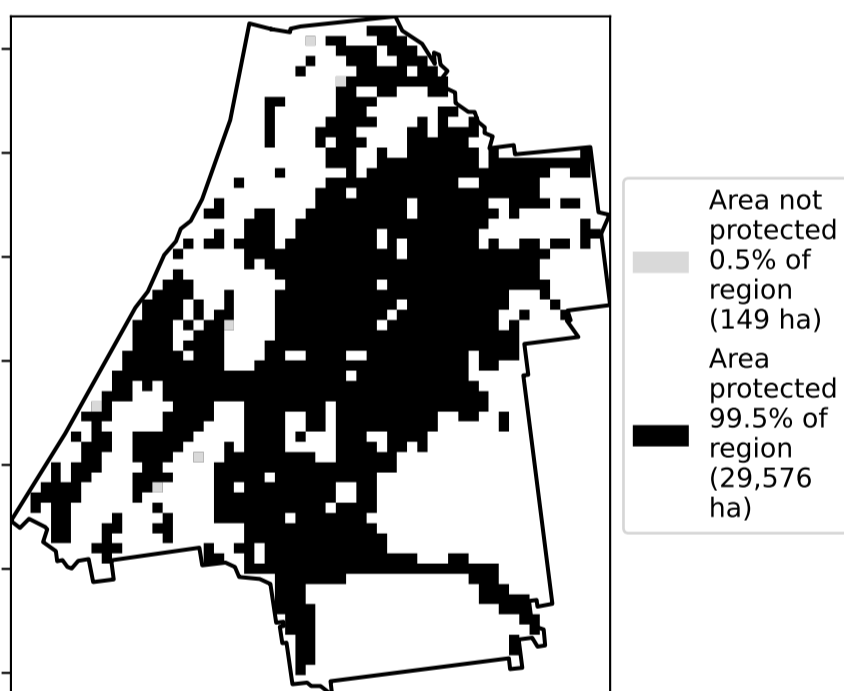 Area not
protected
0.5% of
region
(149 ha)
Area
protected
99.5% of
region
(29,576
ha)